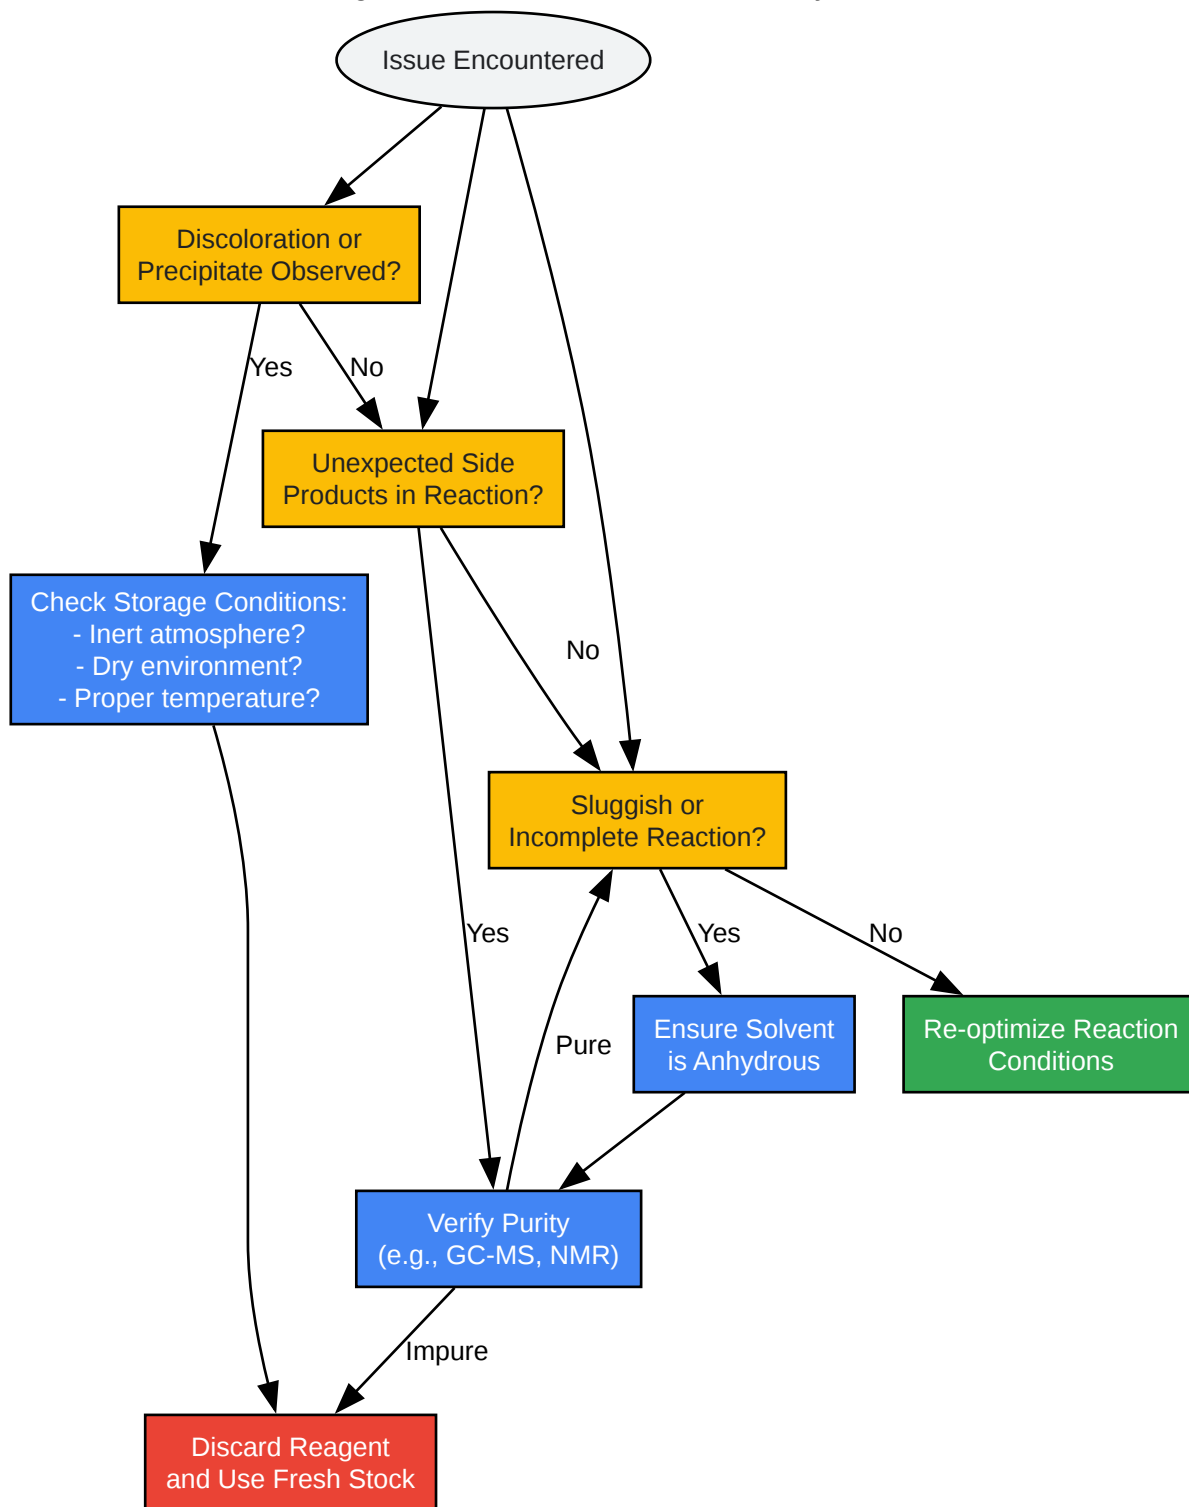 Issue Encountered
Discoloration or
Precipitate Observed?
Yes
No
Unexpected Side
Products in Reaction?
Check Storage Conditions:
- Inert atmosphere?
- Dry environment?
- Proper temperature?
No
Sluggish or
Incomplete Reaction?
Yes
Yes
No
Ensure Solvent
is Anhydrous
Re-optimize Reaction
Conditions
Pure
Verify Purity
(e.g., GC-MS, NMR)
Impure
Discard Reagent
and Use Fresh Stock